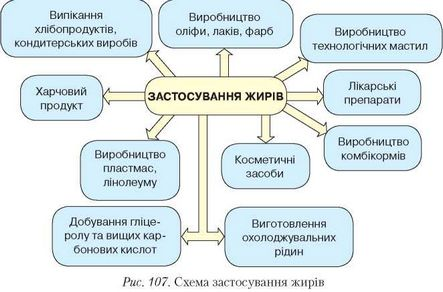 Випікання
хлібопродуктів,
кондитерських виробів
Виробництво
оліфи, лаків, фарб
Виробництво
технологічних мастил
Харчовий
продукт
ЗАСТОСУВАННЯ ЖИРІВ
Лікарські
препарати
Виробництво
пластмас,
лінолеуму
Косметичні
засоби
Виробництво
комбікормів
Добування гліце-
ролу та вищих кар-
бонових кислот
Виготовлення
охолоджувальних
рідин
Рис. 107. Схема застосування жирів